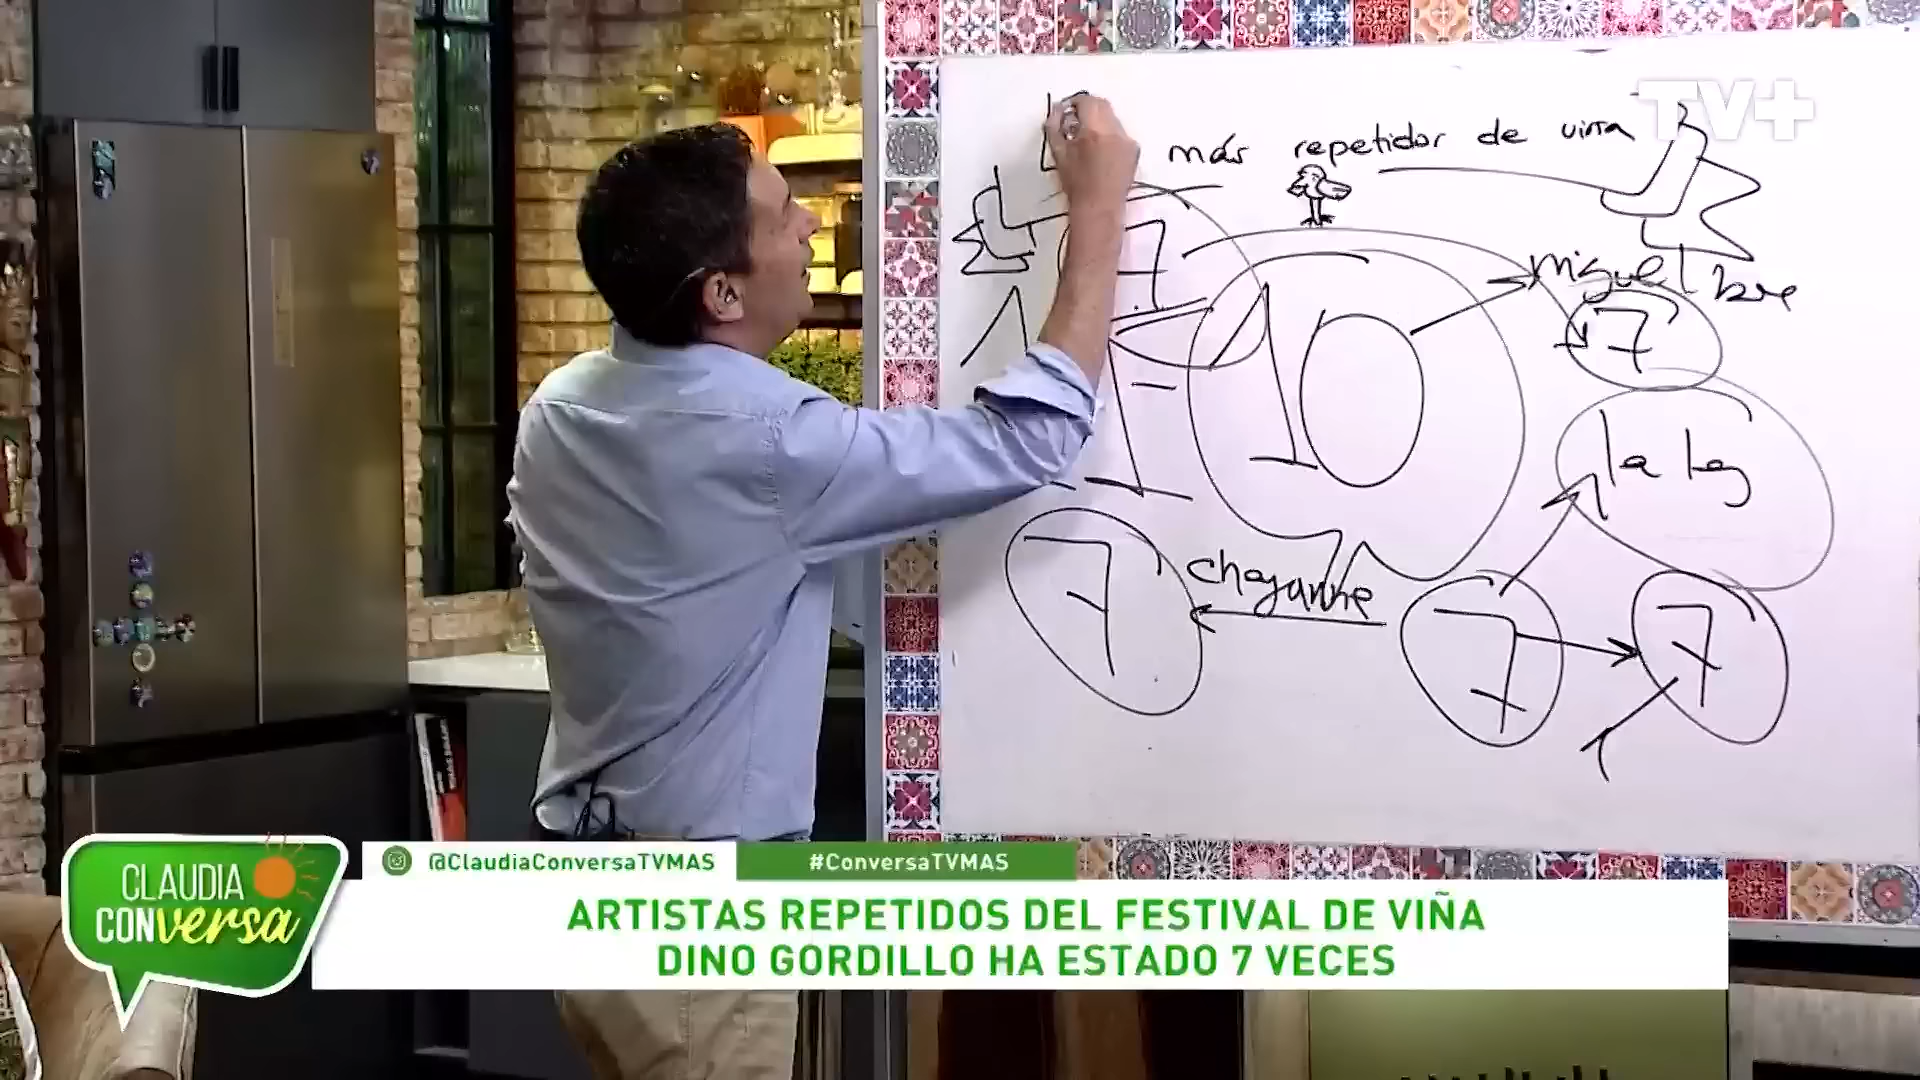 TV+
más repetidor de viña
7
miguel bose
10
7
la ley
7
cheyanne
7
7
@ClaudiaConversaTVMAS
#ConversaTVMAS
CLAUDIA
CONversa
ARTISTAS REPETIDOS DEL FESTIVAL DE VIÑA
DINO GORDILLO HA ESTADO 7 VECES